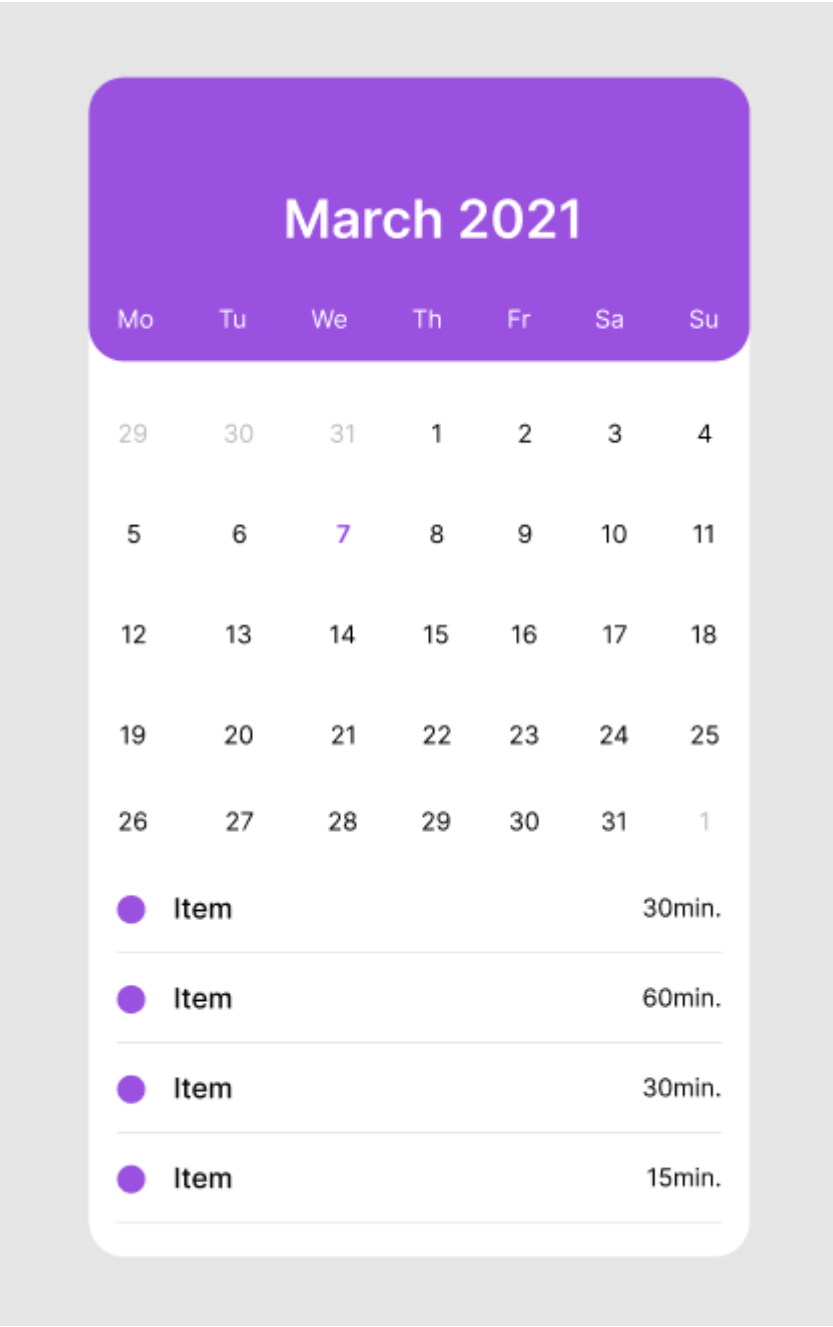 March 2021
Mo Tu We Th Fr Sa Su
29 30 31 1 2 3 4
5 6 7 8 9 10 11
12 13 14 15 16 17 18
19 20 21 22 23 24 25
26 27 28 29 30 31 1
Item 30min.
Item 60min.
Item 30min.
Item 15min.